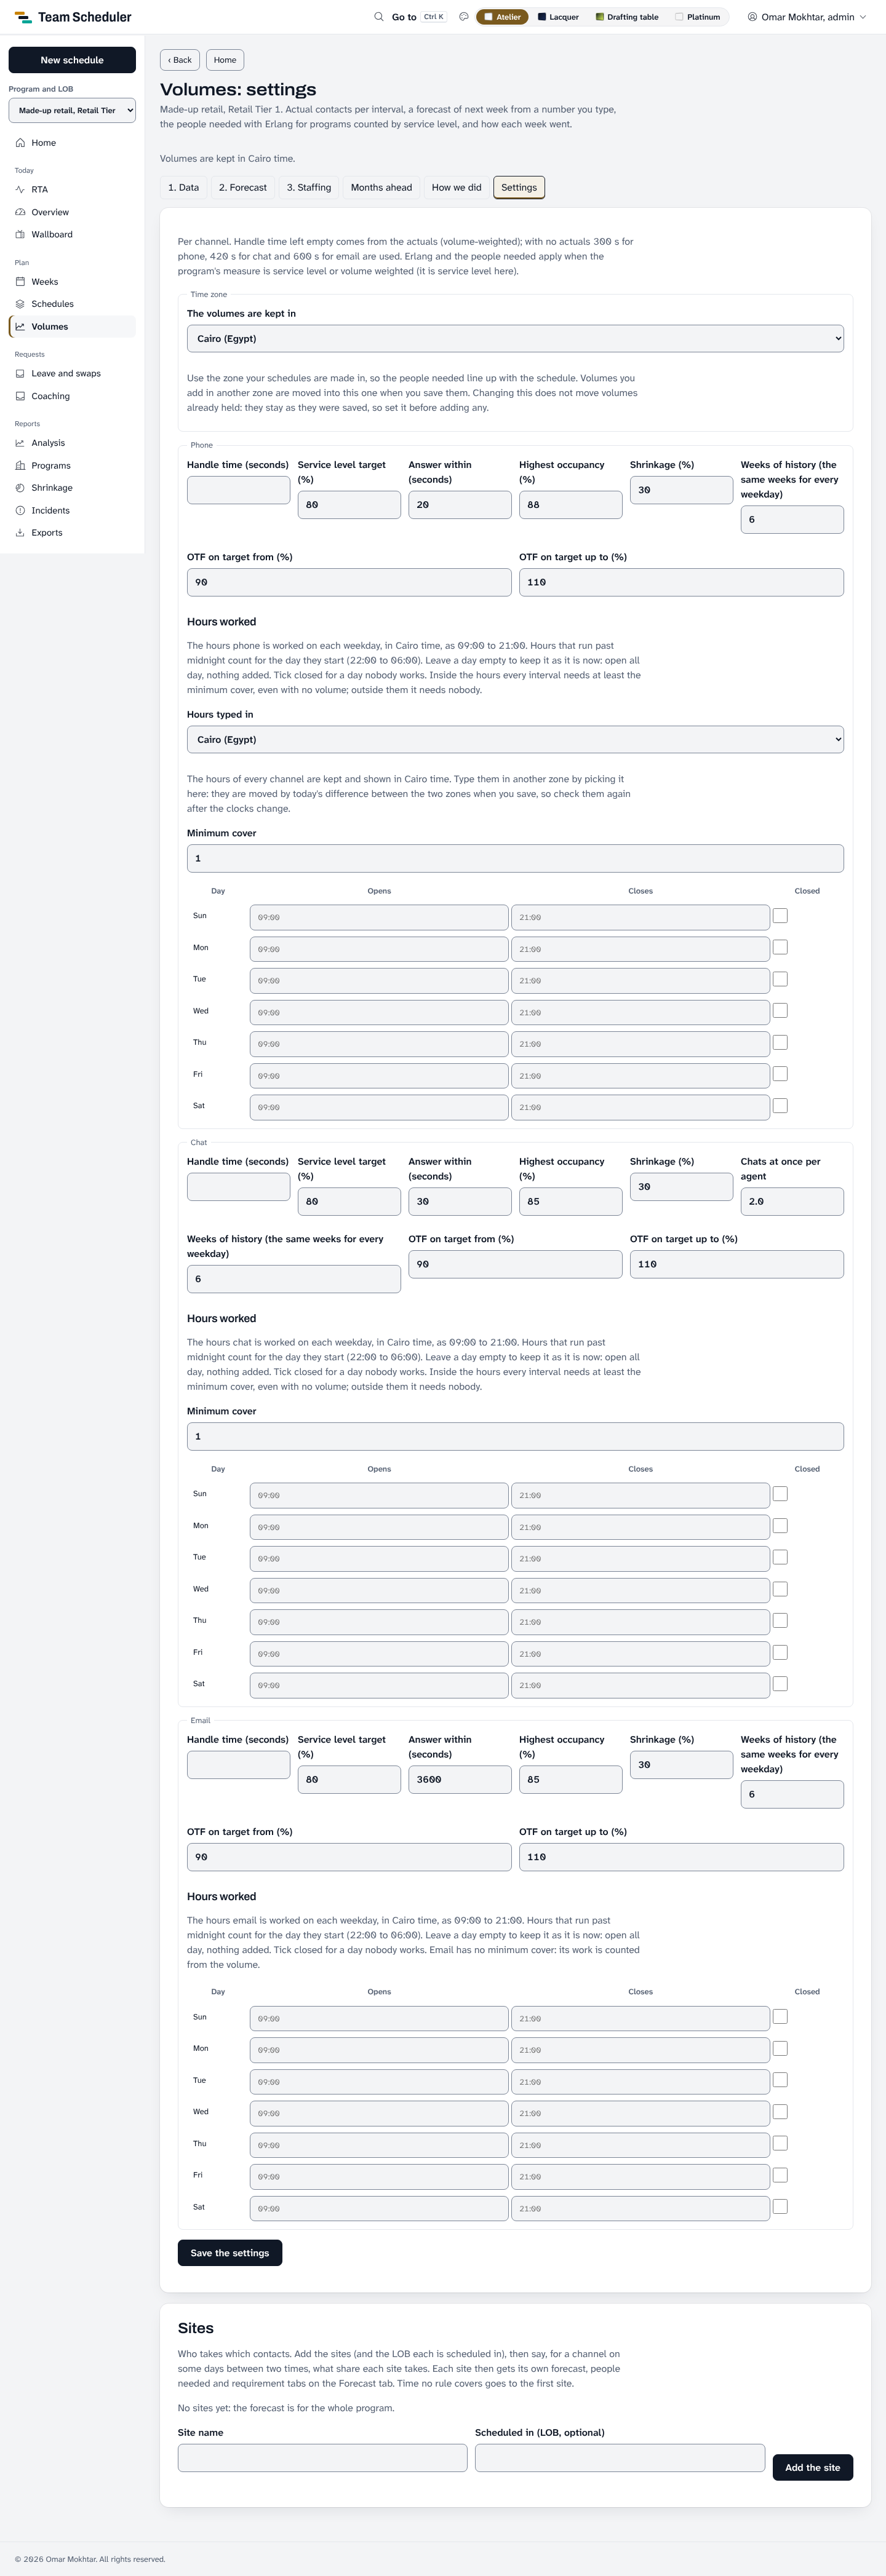 Team Scheduler
Go to Ctrl K
Atelier
Lacquer
Drafting table
Platinum
Omar Mokhtar, admin
New schedule
Program and LOB
Made-up retail, Retail Tier
Home
Today
RTA
Overview
Wallboard
Plan
Weeks
Schedules
Volumes
Requests
Leave and swaps
Coaching
Reports
Analysis
Programs
Shrinkage
Incidents
Exports
‹ Back
Home
Volumes: settings
Made-up retail, Retail Tier 1. Actual contacts per interval, a forecast of next week from a number you type,
the people needed with Erlang for programs counted by service level, and how each week went.
Volumes are kept in Cairo time.
1. Data
2. Forecast
3. Staffing
Months ahead
How we did
Settings
Per channel. Handle time left empty comes from the actuals (volume-weighted); with no actuals 300 s for
phone, 420 s for chat and 600 s for email are used. Erlang and the people needed apply when the
program's measure is service level or volume weighted (it is service level here).
Time zone
The volumes are kept in
Cairo (Egypt)
Use the zone your schedules are made in, so the people needed line up with the schedule. Volumes you
add in another zone are moved into this one when you save them. Changing this does not move volumes
already held: they stay as they were saved, so set it before adding any.
Phone
Handle time (seconds)
Service level target
(%)
80
Answer within
(seconds)
20
Highest occupancy
(%)
88
Shrinkage (%)
30
Weeks of history (the
same weeks for every
weekday)
6
OTF on target from (%)
90
OTF on target up to (%)
110
Hours worked
The hours phone is worked on each weekday, in Cairo time, as 09:00 to 21:00. Hours that run past
midnight count for the day they start (22:00 to 06:00). Leave a day empty to keep it as it is now: open all
day, nothing added. Tick closed for a day nobody works. Inside the hours every interval needs at least the
minimum cover, even with no volume; outside them it needs nobody.
Hours typed in
Cairo (Egypt)
The hours of every channel are kept and shown in Cairo time. Type them in another zone by picking it
here: they are moved by today's difference between the two zones when you save, so check them again
after the clocks change.
Minimum cover
1
Day Opens Closes Closed
Sun 09:00 21:00
Mon 09:00 21:00
Tue 09:00 21:00
Wed 09:00 21:00
Thu 09:00 21:00
Fri 09:00 21:00
Sat 09:00 21:00
Chat
Handle time (seconds)
Service level target
(%)
80
Answer within
(seconds)
30
Highest occupancy
(%)
85
Shrinkage (%)
30
Chats at once per
agent
2.0
Weeks of history (the same weeks for every
weekday)
6
OTF on target from (%)
90
OTF on target up to (%)
110
Hours worked
The hours chat is worked on each weekday, in Cairo time, as 09:00 to 21:00. Hours that run past
midnight count for the day they start (22:00 to 06:00). Leave a day empty to keep it as it is now: open all
day, nothing added. Tick closed for a day nobody works. Inside the hours every interval needs at least the
minimum cover, even with no volume; outside them it needs nobody.
Minimum cover
1
Day Opens Closes Closed
Sun 09:00 21:00
Mon 09:00 21:00
Tue 09:00 21:00
Wed 09:00 21:00
Thu 09:00 21:00
Fri 09:00 21:00
Sat 09:00 21:00
Email
Handle time (seconds)
Service level target
(%)
80
Answer within
(seconds)
3600
Highest occupancy
(%)
85
Shrinkage (%)
30
Weeks of history (the
same weeks for every
weekday)
6
OTF on target from (%)
90
OTF on target up to (%)
110
Hours worked
The hours email is worked on each weekday, in Cairo time, as 09:00 to 21:00. Hours that run past
midnight count for the day they start (22:00 to 06:00). Leave a day empty to keep it as it is now: open all
day, nothing added. Tick closed for a day nobody works. Email has no minimum cover: its work is counted
from the volume.
Day Opens Closes Closed
Sun 09:00 21:00
Mon 09:00 21:00
Tue 09:00 21:00
Wed 09:00 21:00
Thu 09:00 21:00
Fri 09:00 21:00
Sat 09:00 21:00
Save the settings
Sites
Who takes which contacts. Add the sites (and the LOB each is scheduled in), then say, for a channel on
some days between two times, what share each site takes. Each site then gets its own forecast, people
needed and requirement tabs on the Forecast tab. Time no rule covers goes to the first site.
No sites yet: the forecast is for the whole program.
Site name
Scheduled in (LOB, optional)
Add the site
© 2026 Omar Mokhtar. All rights reserved.